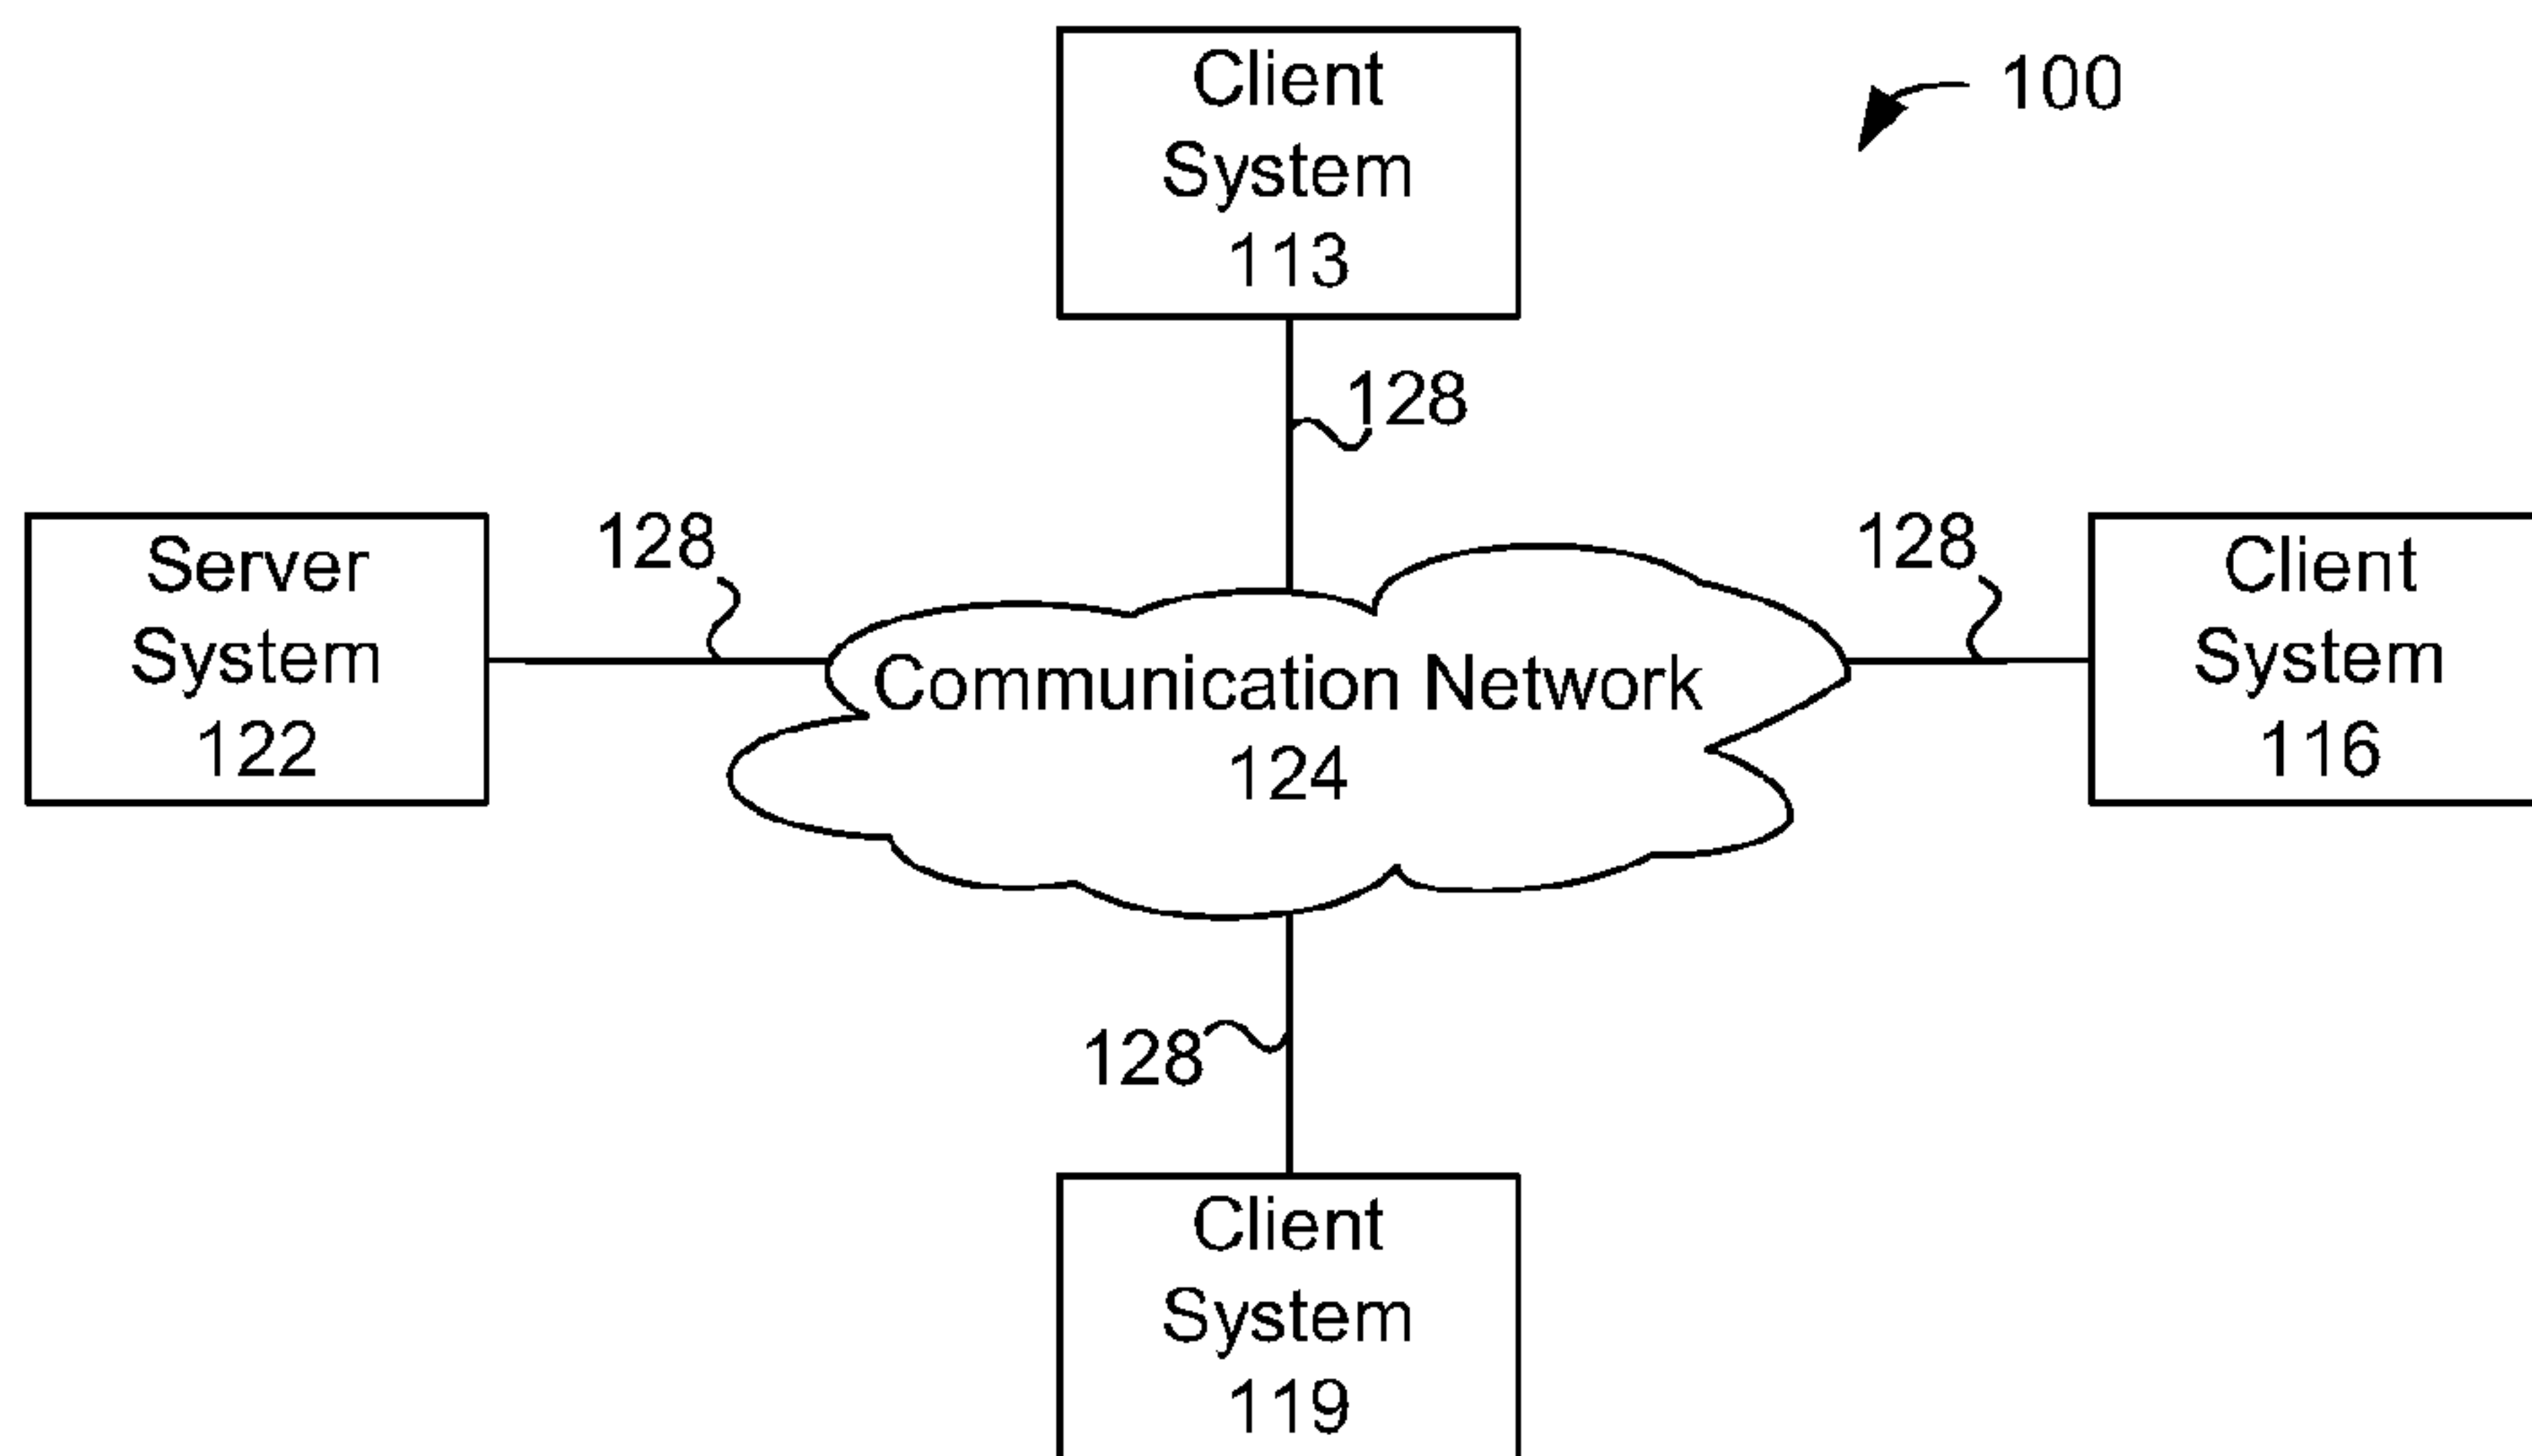 Client
System
113
100
128
Server
System
122
128
Communication Network
124
128
Client
System
116
128
Client
System
119